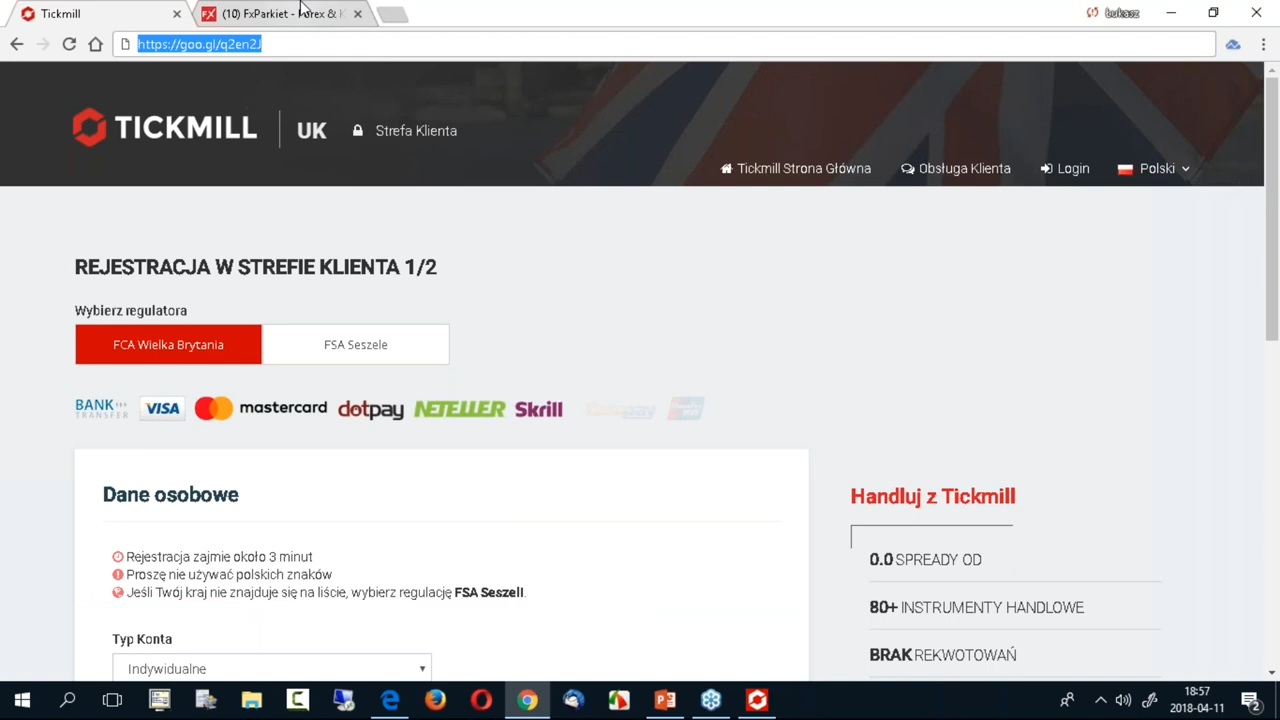 Tickmill
(10) FxParkiet - Forex & K
łukasz
https://goo.gl/q2en2J
TICKMILL UK Strefa Klienta
Tickmill Strona Główna Obsługa Klienta Login Polski
REJESTRACJA W STREFIE KLIENTA 1/2
Wybierz regulatora
FCA Wielka Brytania FSA Seszele
BANK TRANSFER VISA mastercard dotpay NETELLER Skrill
Dane osobowe
Rejestracja zajmie około 3 minut
Proszę nie używać polskich znaków
Jeśli Twój kraj nie znajduje się na liście, wybierz regulację FSA Seszeli.
Typ Konta
Indywidualne
Handluj z Tickmill
0.0 SPREADY OD
80+ INSTRUMENTY HANDLOWE
BRAK REKWOTOWAŃ
18:57
2018-04-11
2